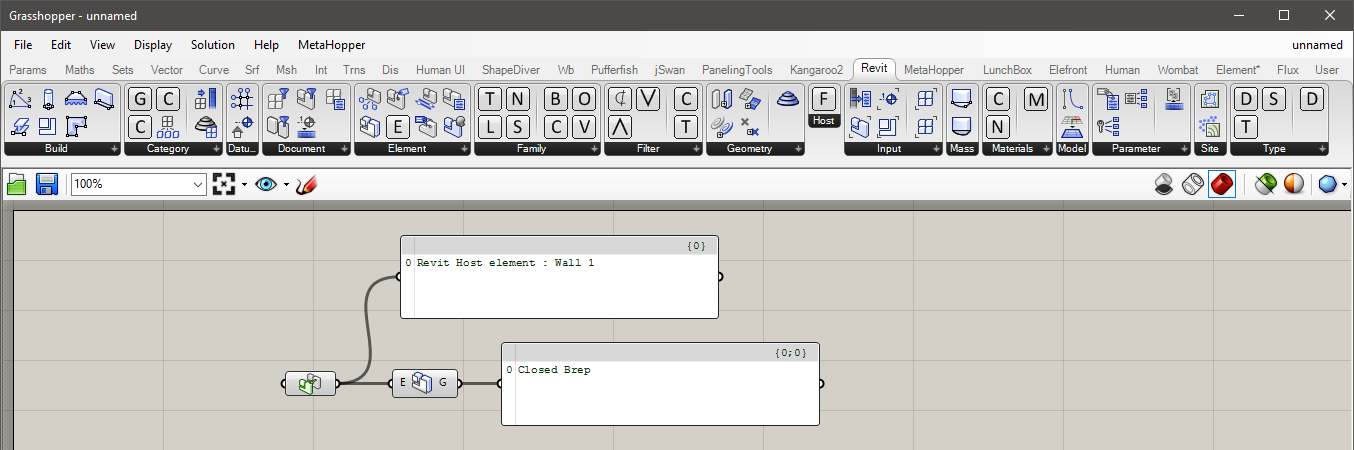 Grasshopper - unnamed
File Edit View Display Solution Help MetaHopper unnamed
Params Maths Sets Vector Curve Srf Msh Int Trns Dis Human UI ShapeDiver Wb Pufferfish jSwan PanelingTools Kangaroo2 Revit MetaHopper LunchBox Elefront Human Wombat Element* Flux User
G C T N B O ¢ V C F C M D S D
C E L S C V Λ T Host N T
Build Category Datu... Document Element Family Filter Geometry Input Mass Materials Model Parameter Site Type
100%
{0}
0 Revit Host element : Wall 1
{0;0}
0 Closed Brep
E G